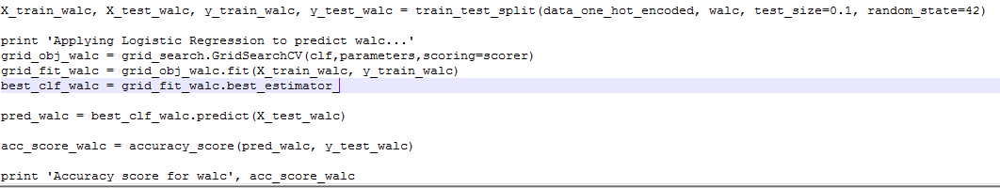 X_train_walc, X_test_walc, y_train_walc, y_test_walc = train_test_split(data_one_hot_encoded, walc, test_size=0.1, random_state=42)
print 'Applying Logistic Regression to predict walc...'
grid_obj_walc = grid_search.GridSearchCV(clf,parameters,scoring=scorer)
grid_fit_walc = grid_obj_walc.fit(X_train_walc, y_train_walc)
best_clf_walc = grid_fit_walc.best_estimator_
pred_walc = best_clf_walc.predict(X_test_walc)
acc_score_walc = accuracy_score(pred_walc, y_test_walc)
print 'Accuracy score for walc', acc_score_walc